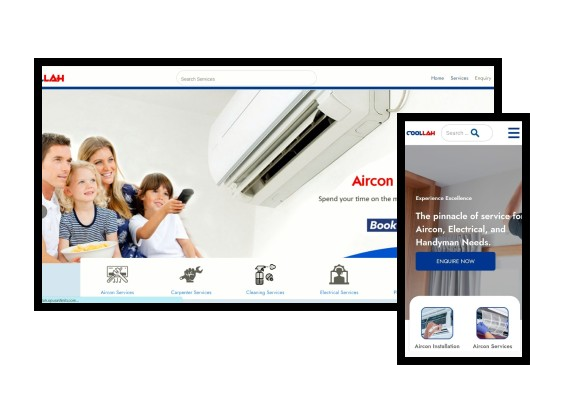 LLAH
Search Services
Home Services Enquiry
Aircon
Spend your time on the m
Book
Aircon Services
Carpenter Services
Cleaning Services
Electrical Services
COOLLAH
Search...
Experience Excellence
The pinnacle of service fo
Aircon, Electrical, and
Handyman Needs.
ENQUIRE NOW
Aircon Installation
Aircon Services